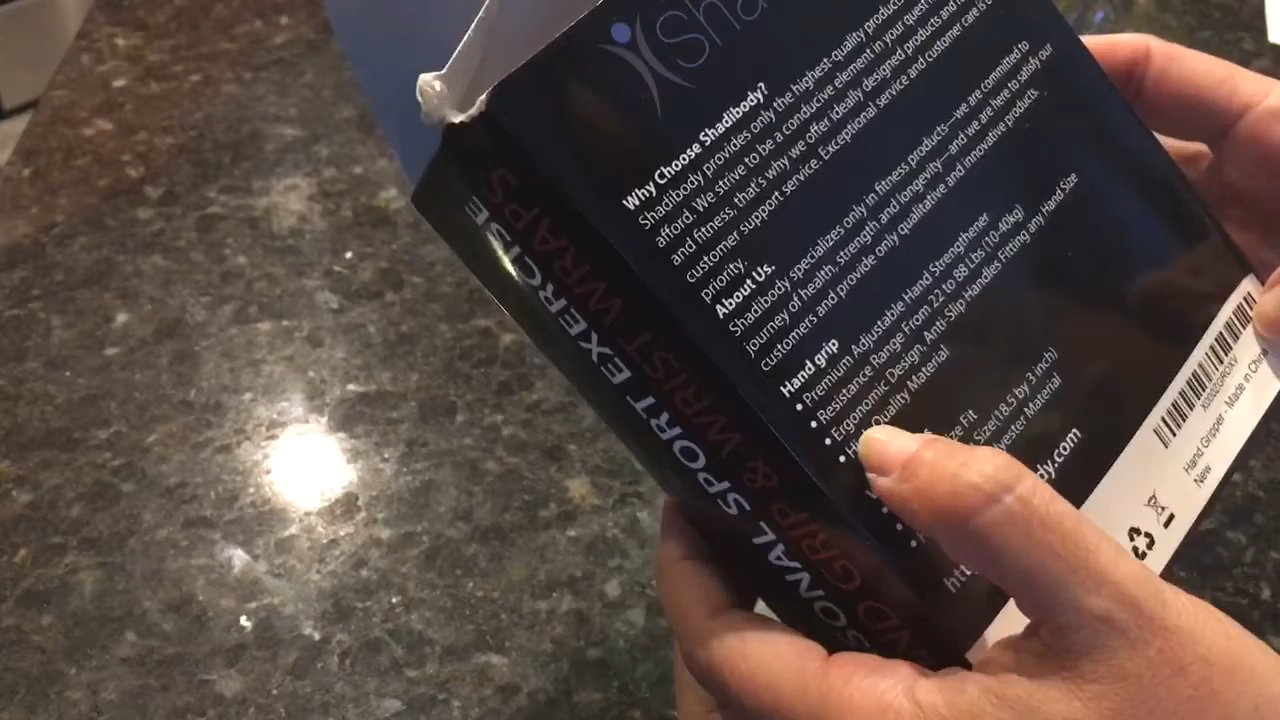 sha
Why Choose Shadibody?
Shadibody provides only the highest-quality product
afford. We strive to be a conducive element in your quest
and fitness, that's why we offer ideally designed products and
customer support service. Exceptional service and customer care is
priority.
About Us.
Shadibody specializes only in fitness products—we are committed to
journey of health, strength and longevity—and we are here to satisfy our
customers and provide only qualitative and innovative products.
Hand grip
• Premium Adjustable Hand Strengthener
• Resistance Range From 22 to 88 Lbs (10-40kg)
• Ergonomic Design, Anti-Slip Handles Fitting any Hand Size
• Quality Material
Fit
Size(18.5 by 3 inch)
Material
dy.com
SONAL SPORT EXERCISE
ND GRIP & WRIST WRAPS
Hand Gripper - Made in China
New